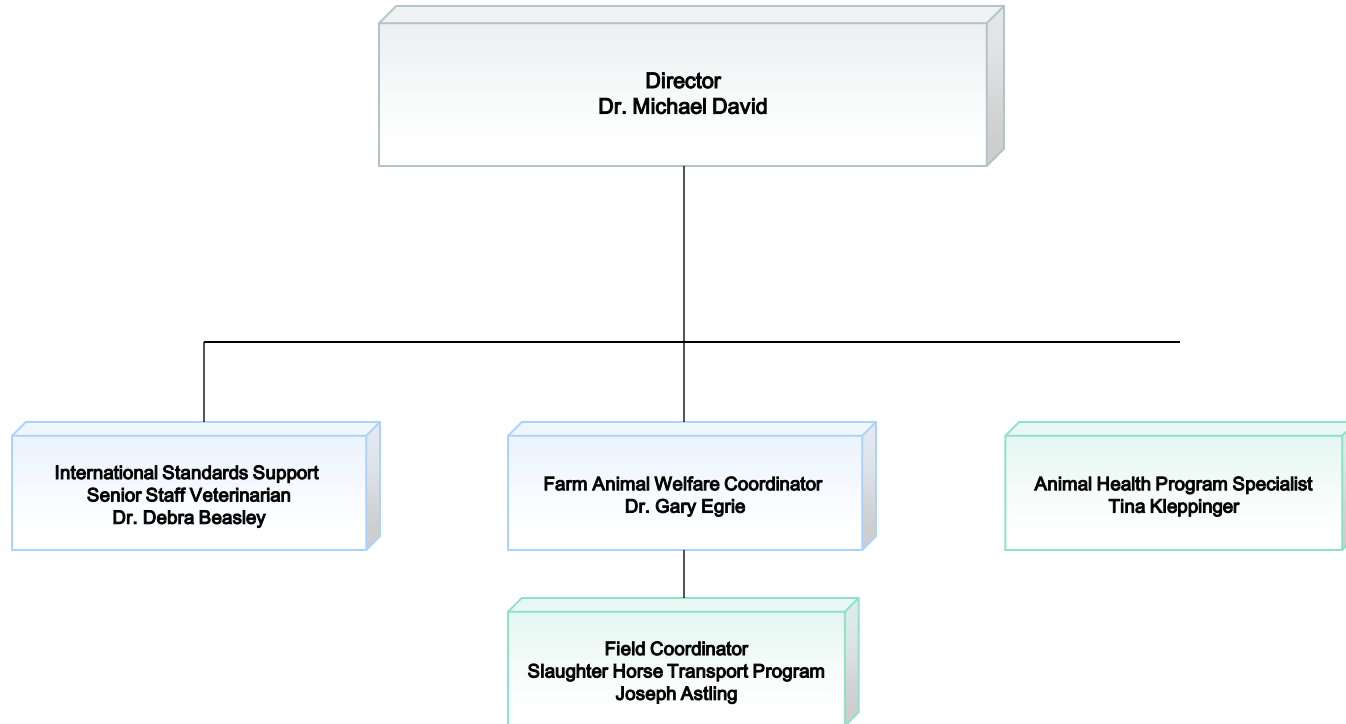 Director
Dr. Michael David
International Standards Support
Senior Staff Veterinarian
Dr. Debra Beasley
Farm Animal Welfare Coordinator
Dr. Gary Egrie
Animal Health Program Specialist
Tina Kleppinger
Field Coordinator
Slaughter Horse Transport Program
Joseph Astling